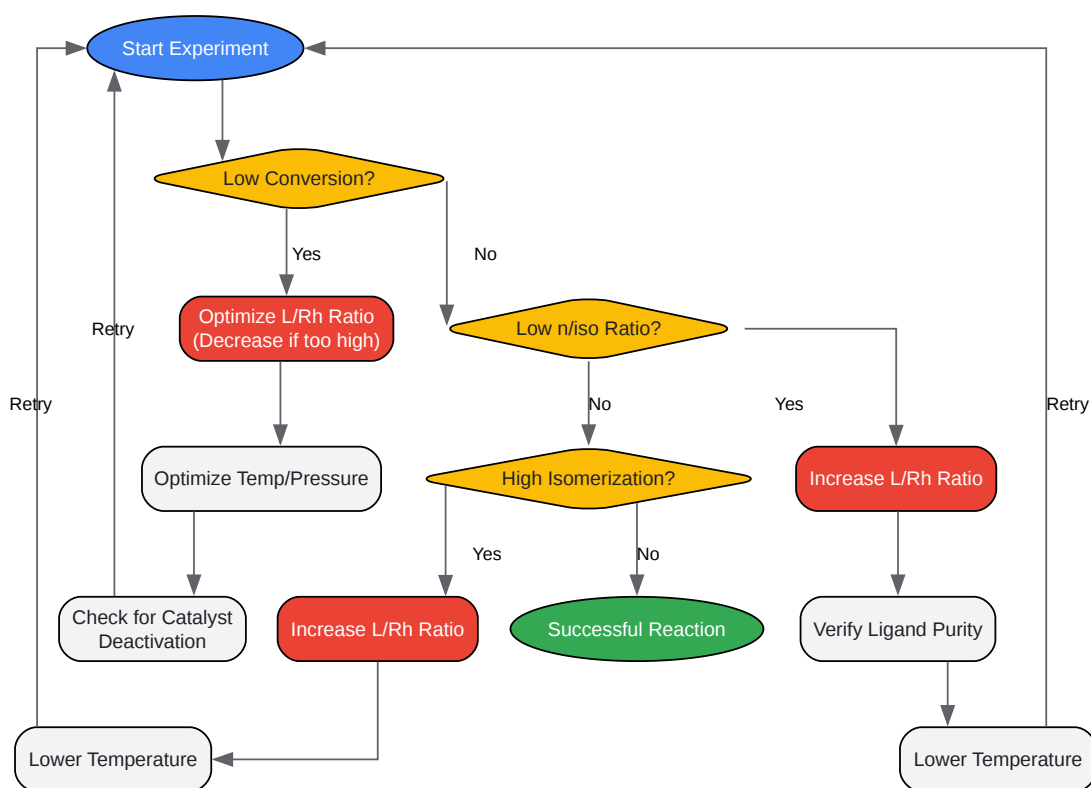 Start Experiment
Low Conversion?
Yes
No
Optimize L/Rh Ratio
(Decrease if too high)
Low n/iso Ratio?
Retry
Retry
No
Yes
Retry
Optimize Temp/Pressure
High Isomerization?
Increase L/Rh Ratio
Yes
No
Check for Catalyst
Deactivation
Increase L/Rh Ratio
Successful Reaction
Verify Ligand Purity
Lower Temperature
Lower Temperature